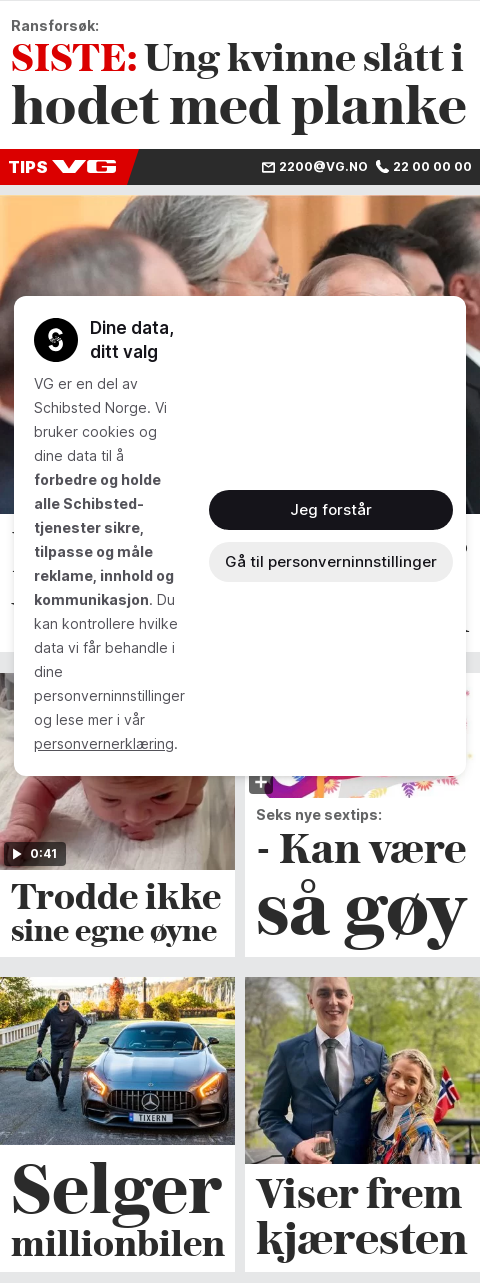 Ransforsøk:
SISTE: Ung kvinne slått i
hodet med planke
TIPS VG
2200@VG.NO 22 00 00 00
Dine data,
ditt valg
VG er en del av
Schibsted Norge. Vi
bruker cookies og
dine data til å
forbedre og holde
alle Schibsted-
tjenester sikre,
tilpasse og måle
reklame, innhold og
kommunikasjon. Du
kan kontrollere hvilke
data vi får behandle i
dine
personverninnstillinger
og lese mer i vår
personvernerklæring.
Jeg forstår
Gå til personverninnstillinger
0:41
Trodde ikke
sine egne øyne
Seks nye sextips:
- Kan være
så gøy
TIXERN
Selger
millionbilen
Viser frem
kjæresten